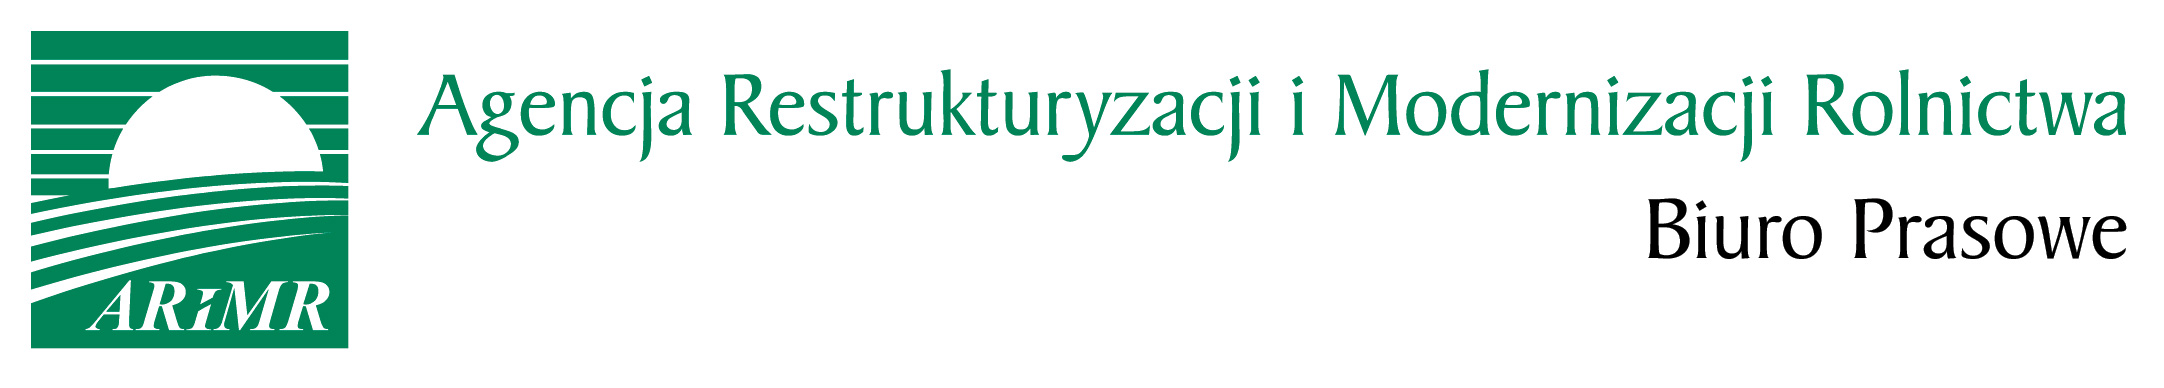 Agencja Restrukturyzacji i Modernizacji Rolnictwa
Biuro Prasowe
ARiMR